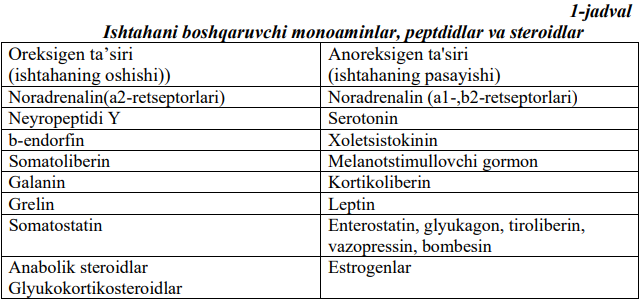 1-jadval
Ishtahani boshqaruvchi monoaminlar, peptdidlar va steroidlar
Oreksigen ta’siri
(ishtahaning oshishi))
Anoreksigen ta'siri
(ishtahaning pasayishi)
Noradrenalin(a2-retseptorlari)
Noradrenalin (a1-,b2-retseptorlari)
Neyropeptidi Y
Serotonin
b-endorfin
Xoletsistokinin
Somatoliberin
Melanotstimullovchi gormon
Galanin
Kortikoliberin
Grelin
Leptin
Somatostatin
Enterostatin, glyukagon, tiroliberin,
vazopressin, bombesin
Anabolik steroidlar
Glyukokortikosteroidlar
Estrogenlar